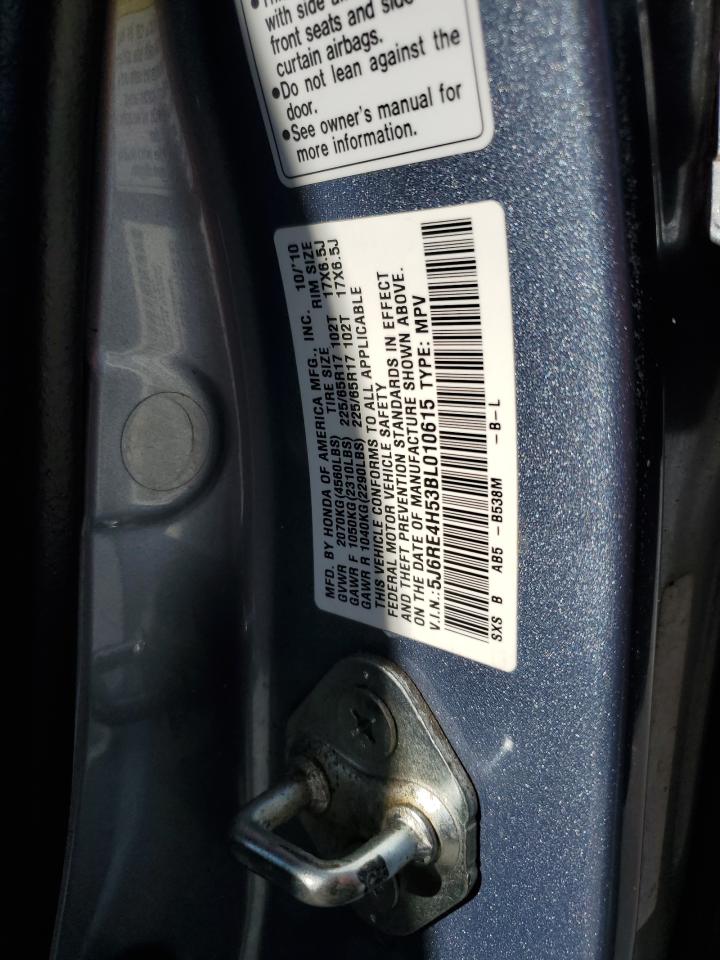 with side
front seats and side
curtain airbags.
●Do not lean against the
door.
●See owner's manual for
more information.
MFD. BY HONDA OF AMERICA MFG., INC. 10/'10
GVWR 2070KG(4560LBS) TIRE SIZE RIM SIZE
GAWR F 1050KG(2310LBS) 225/65R17 102T 17X6.5J
GAWR R 1040KG(2290LBS) 225/65R17 102T 17X6.5J
THIS VEHICLE CONFORMS TO ALL APPLICABLE
FEDERAL MOTOR VEHICLE SAFETY
AND THEFT PREVENTION STANDARDS IN EFFECT
ON THE DATE OF MANUFACTURE SHOWN ABOVE.
V.I.N.:5J6RE4H53BL010615 TYPE: MPV
SXS B AB5 -B538M -B-L